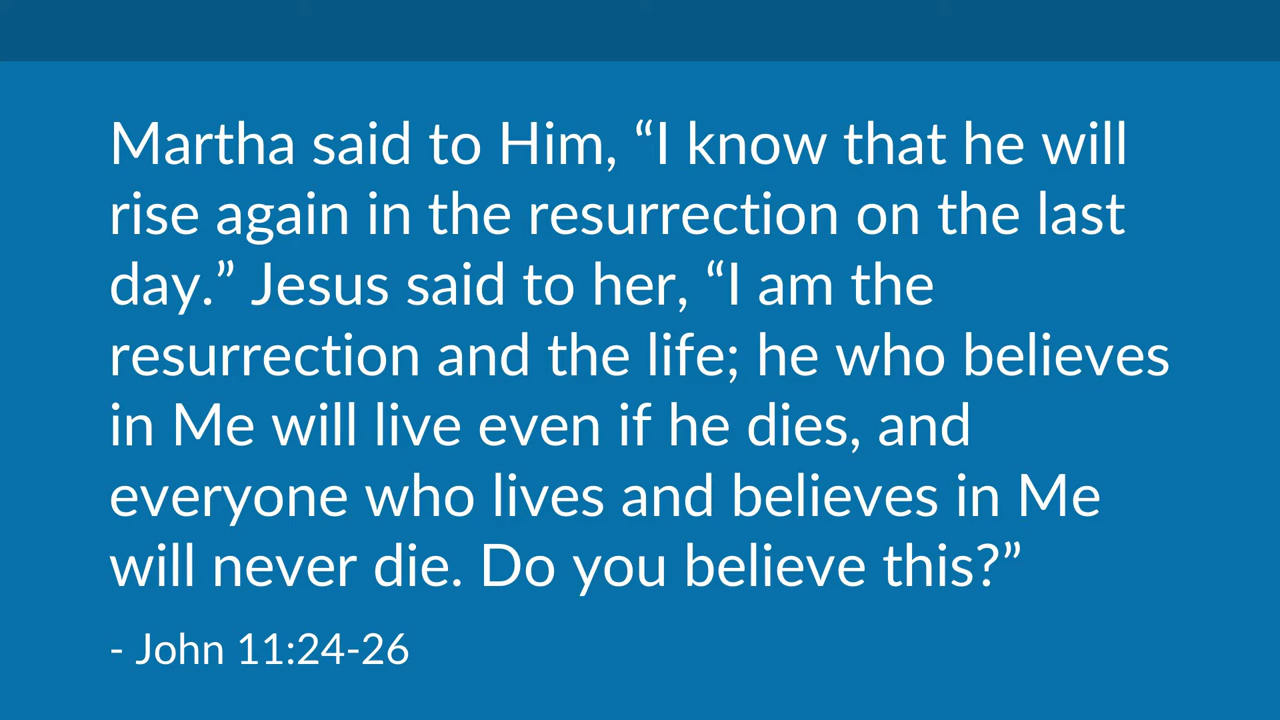 Martha said to Him, “I know that he will
rise again in the resurrection on the last
day.” Jesus said to her, “I am the
resurrection and the life; he who believes
in Me will live even if he dies, and
everyone who lives and believes in Me
will never die. Do you believe this?”
- John 11:24-26